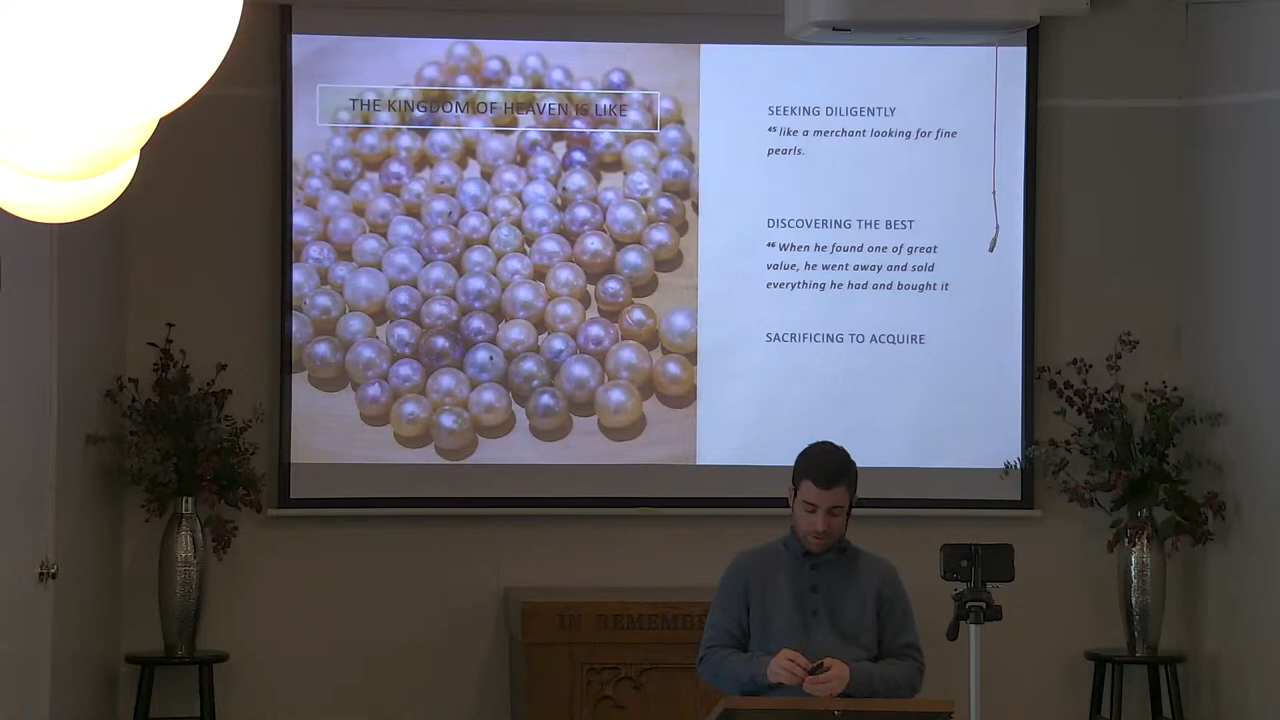 THE KINGDOM OF HEAVEN IS LIKE
SEEKING DILIGENTLY
45 like a merchant looking for fine
pearls.
DISCOVERING THE BEST
46 When he found one of great
value, he went away and sold
everything he had and bought it
SACRIFICING TO ACQUIRE
IN REMEMB